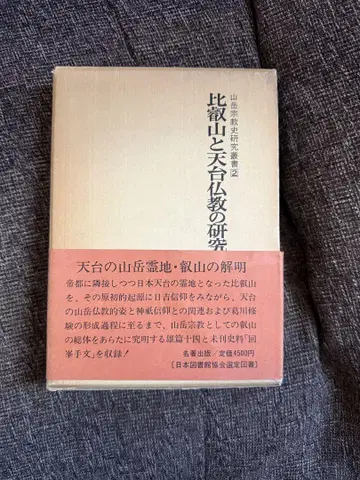 山岳宗教史研究叢書2
比叡山と天台仏教の研究
天台の山岳霊地・叡山の解明
帝都に隣接しつつ日本天台の霊地となった比叡山
を、その原初的起源に日吉信仰をみながら、天台
の山岳仏教的姿と神祇信仰との関連および葛川修
験の形成過程に至るまで、山岳宗教としての叡山
の総体をあらたに究明する雄篇十四と未刊史料「回
峯手文」を収録!
名著出版/定価4500円
[日本図書館協会選定図書]